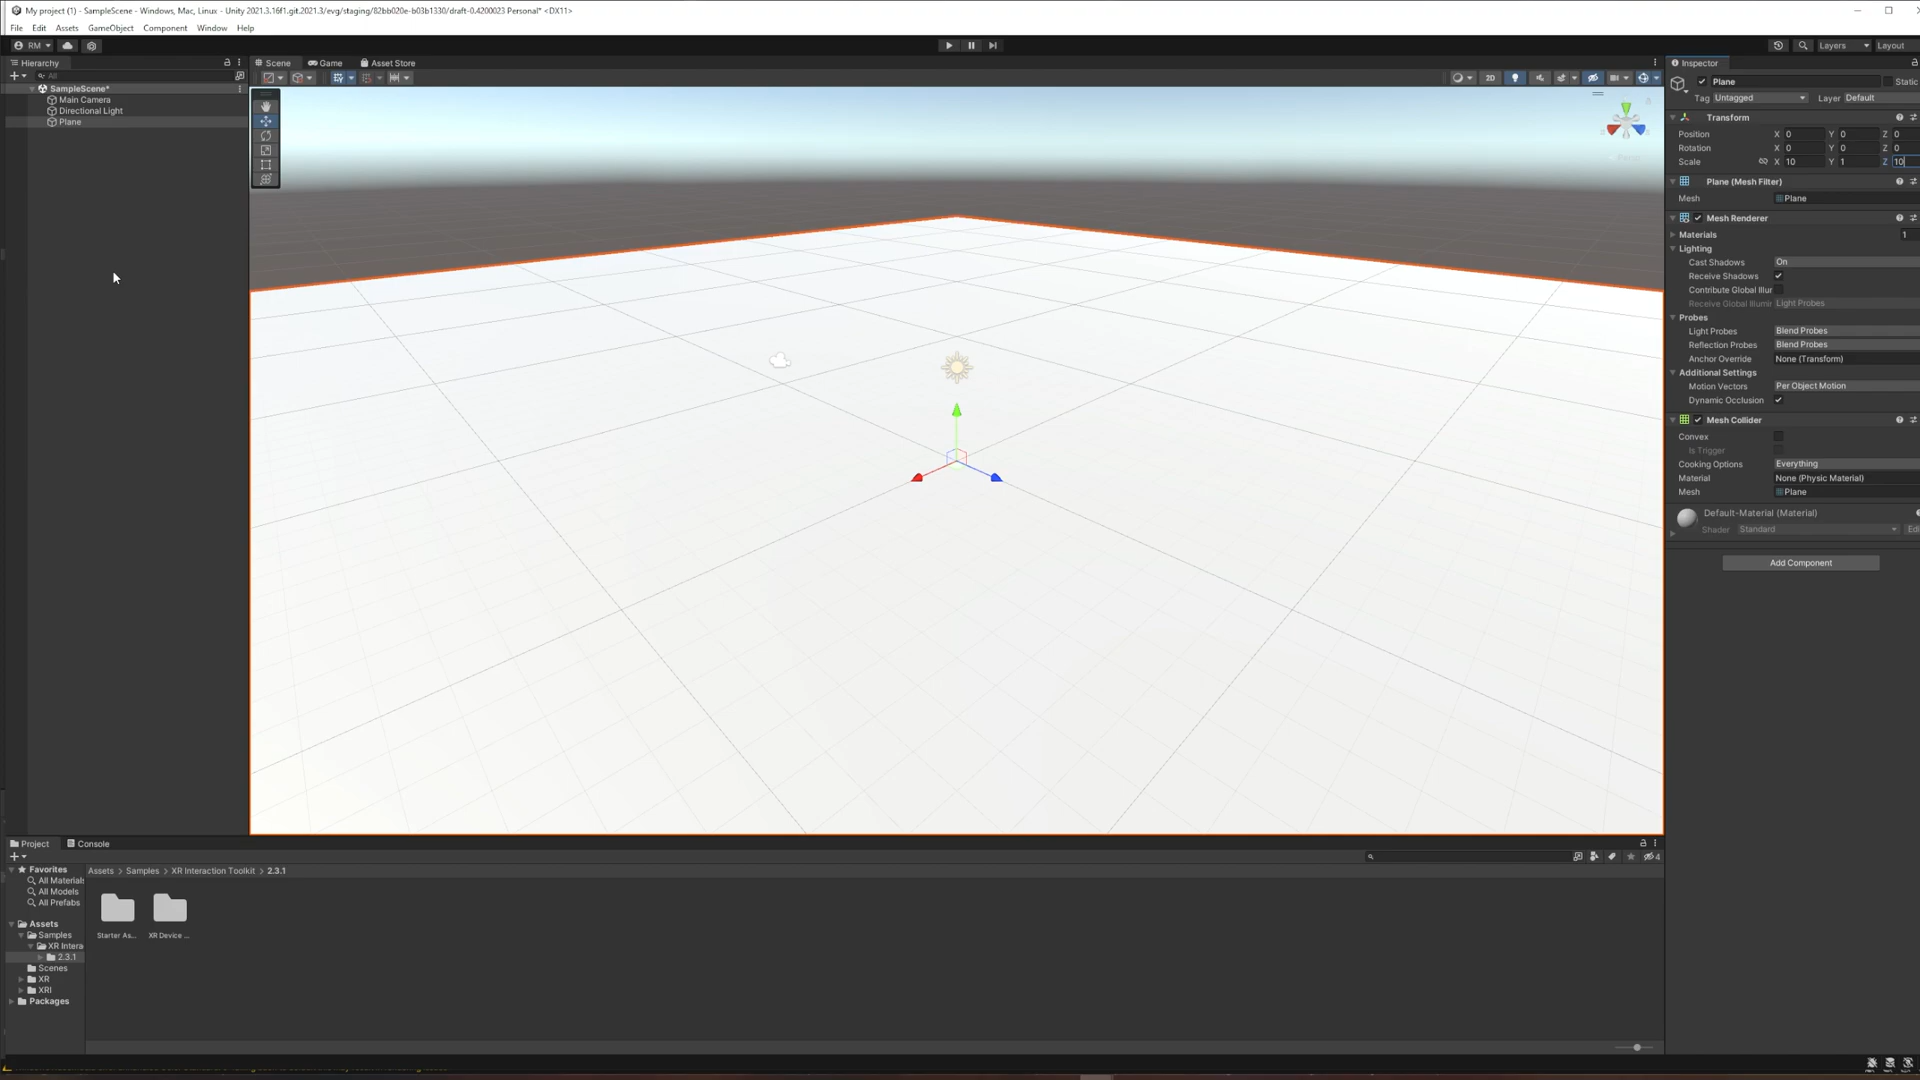 My project (1) - SampleScene - Windows, Mac, Linux - Unity 2021.3.16f1.git.2021.3/evg/staging/82bb020e-b03b1330/draft-0.4200023 Personal* <DX11>
File Edit Assets GameObject Component Window Help
RM Layers Layout
Hierarchy
All
SampleScene*
Main Camera
Directional Light
Plane
Scene Game Asset Store
2D
Inspector
Plane Static
Tag Untagged Layer Default
Transform
Position X 0 Y 0 Z 0
Rotation X 0 Y 0 Z 0
Scale X 10 Y 1 Z 10
Plane (Mesh Filter)
Mesh Plane
Mesh Renderer
Materials 1
Lighting
Cast Shadows On
Receive Shadows
Contribute Global Illur
Receive Global Illumir Light Probes
Probes
Light Probes Blend Probes
Reflection Probes Blend Probes
Anchor Override None (Transform)
Additional Settings
Motion Vectors Per Object Motion
Dynamic Occlusion
Mesh Collider
Convex
Is Trigger
Cooking Options Everything
Material None (Physic Material)
Mesh Plane
Default-Material (Material)
Shader Standard Edi
Add Component
Project Console
4
Favorites
All Materials
All Models
All Prefabs
Assets
Samples
XR Intera
2.3.1
Scenes
XR
XRI
Packages
Assets > Samples > XR Interaction Toolkit > 2.3.1
Starter As... XR Device ...